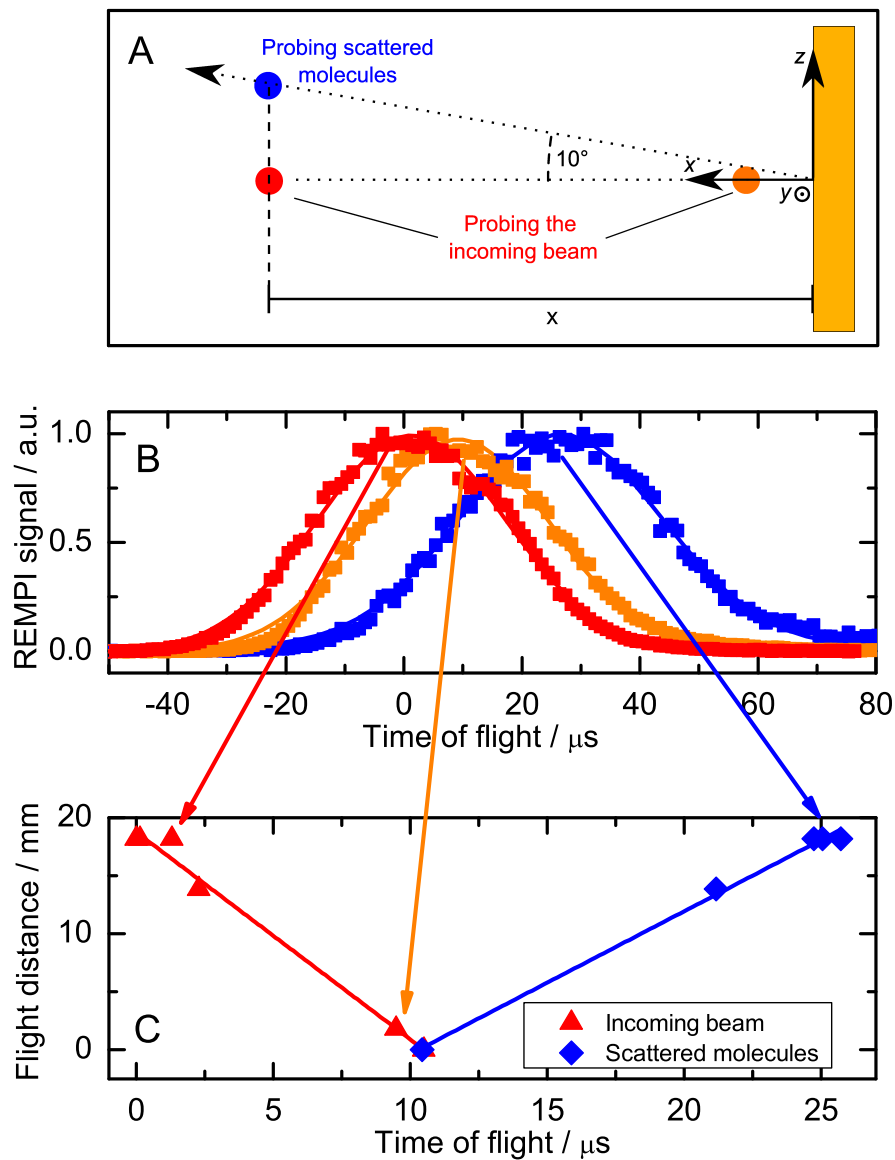 A
Probing scattered
molecules
z
10°
x
y
Probing the
incoming beam
x
B
REMPI signal / a.u.
1.0
0.5
0.0
-40 -20 0 20 40 60 80
Time of flight / μs
C
Flight distance / mm
20
10
0
Incoming beam
Scattered molecules
0 5 10 15 20 25
Time of flight / μs